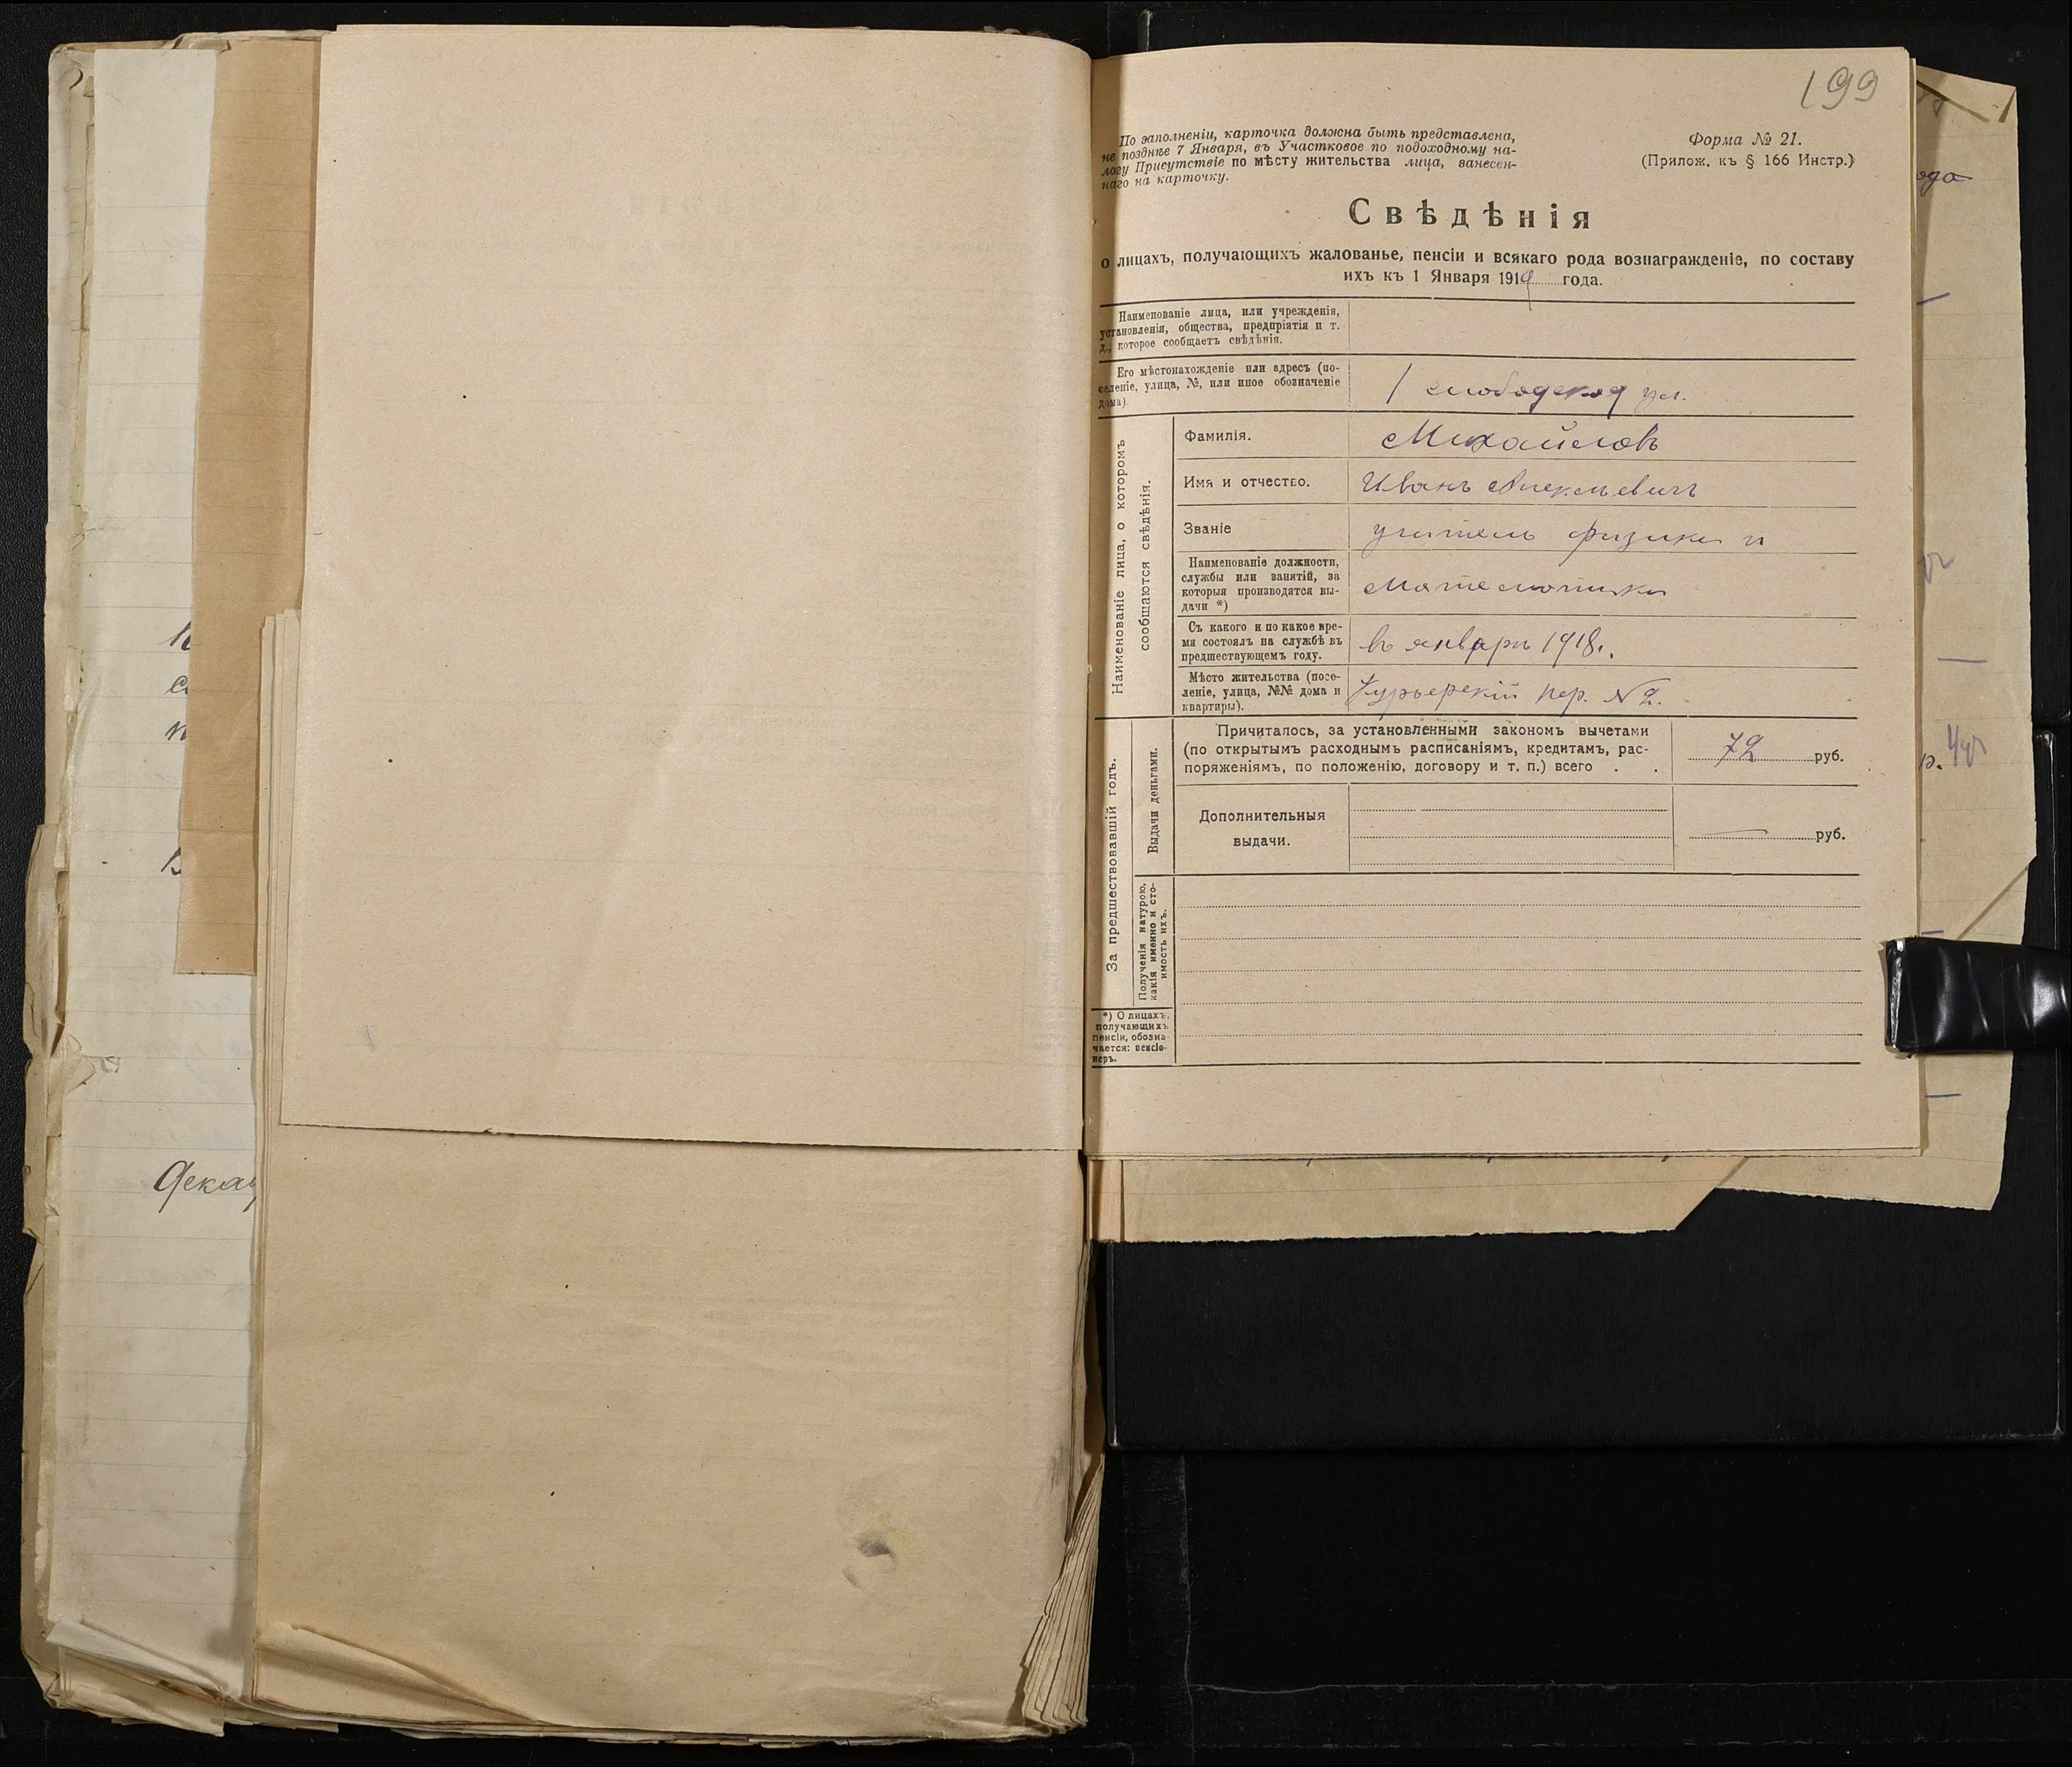 199
По заполненіи, карточка должна быть представлена,
не позднѣе 7 Января, въ Участковое по подоходному на-
логу Присутствіе по мѣсту жительства лица, занесен-
наго на карточку.
Форма № 21.
(Прилож. къ § 166 Инстр.)
Свѣдѣнія
о лицахъ, получающихъ жалованье, пенсіи и всякаго рода вознагражденіе, по составу
ихъ къ 1 Января 1919 года.
Наименованіе лица, или учрежденія,
установленія, общества, предпріятія и т.
д., которое сообщаетъ свѣдѣнія.
Его мѣстонахожденіе или адресъ (по-
селеніе, улица, №, или иное обозначеніе
дома).
слободская ул.
Наименованіе лица, о которомъ
сообщаются свѣдѣнія.
Фамилія.
Михайловъ
Имя и отчество.
Иванъ
Званіе
учитель физики и
Наименованіе должности,
службы или занятій, за
которыя производятся вы-
дачи *)
Математики
Съ какого и по какое вре-
мя состоялъ на службѣ въ
предшествующемъ году.
въ январѣ 1918г.
Мѣсто жительства (посе-
леніе, улица, №№ дома и
квартиры).
Курьерскій пер. № 2.
За предшествовавшій годъ.
Выдачи деньгами.
Причиталось, за установленными закономъ вычетами
(по открытымъ расходнымъ расписаніямъ, кредитамъ, рас-
поряженіямъ, по положенію, договору и т. п.) всего . .
72 руб.
Дополнительныя
выдачи.
— руб.
Полученія натурою,
какія именно и сто-
имость ихъ.
*) О лицахъ,
получающихъ
пенсіи, обозна-
чается: пенсіо-
неръ.